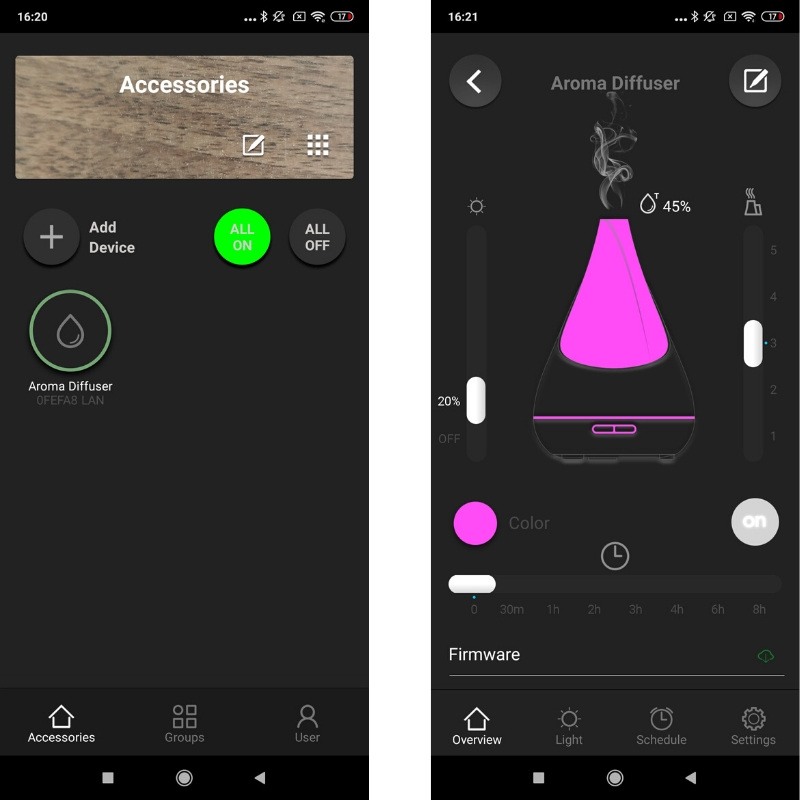 16:20
17
Accessories
Add
Device
ALL
ON
ALL
OFF
Aroma Diffuser
0FEFA8 LAN
Accessories
Groups
User
16:21
17
Aroma Diffuser
T 45%
5
4
3
2
1
20%
OFF
Color
on
0 30m 1h 2h 3h 4h 6h 8h
Firmware
Overview
Light
Schedule
Settings